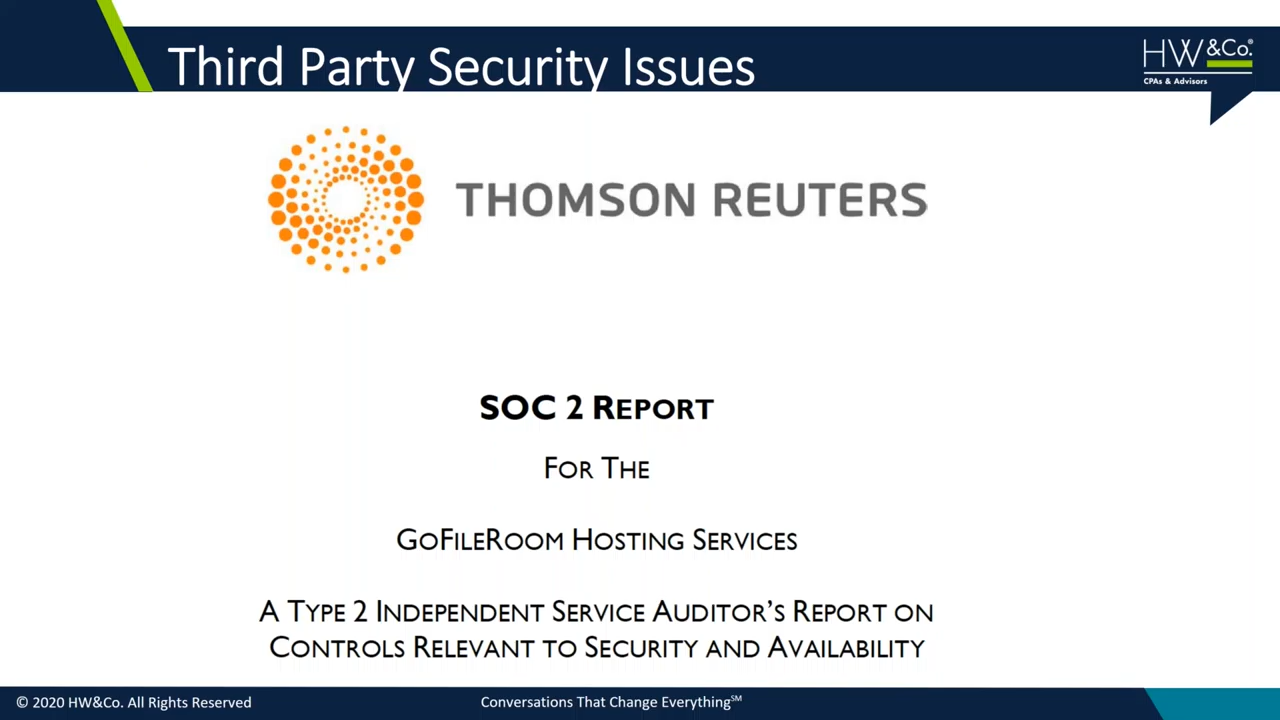 Third Party Security Issues
HW&Co.®
CPAs & Advisors
THOMSON REUTERS
SOC 2 REPORT
FOR THE
GOFILEROOM HOSTING SERVICES
A TYPE 2 INDEPENDENT SERVICE AUDITOR'S REPORT ON
CONTROLS RELEVANT TO SECURITY AND AVAILABILITY
© 2020 HW&Co. All Rights Reserved
Conversations That Change Everything℠